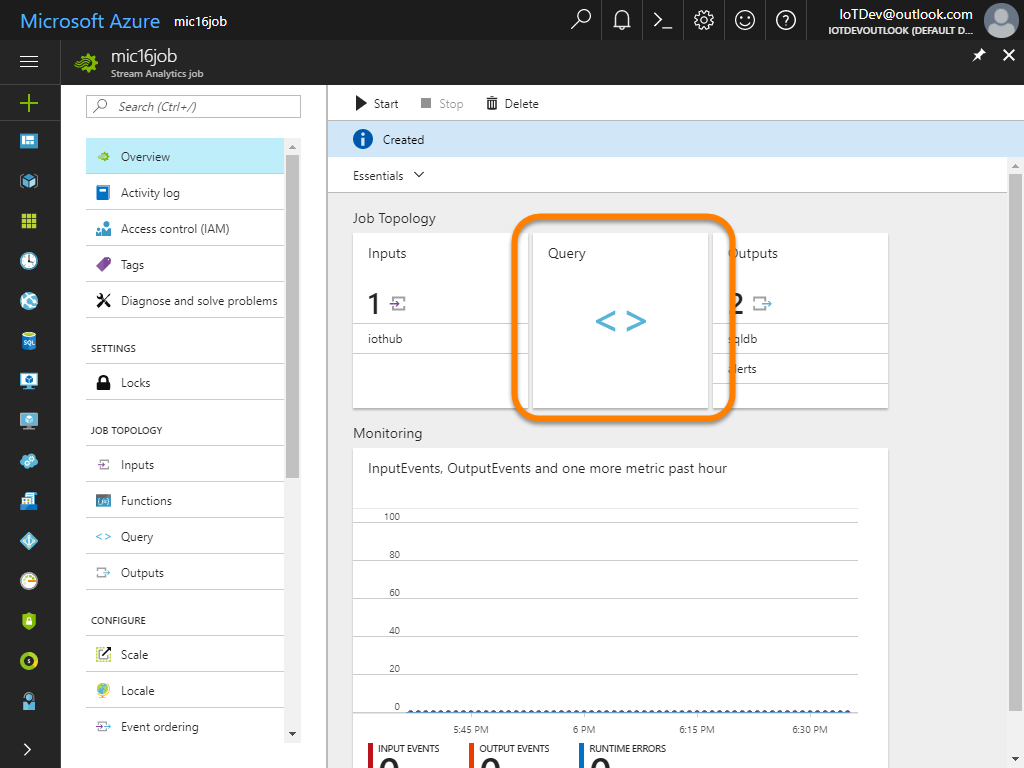 Microsoft Azure mic16job
IoTDev@outlook.com
IOTDEVOUTLOOK (DEFAULT D...
mic16job
Stream Analytics job
Search (Ctrl+/)
Overview
Activity log
Access control (IAM)
Tags
Diagnose and solve problems
SETTINGS
Locks
JOB TOPOLOGY
Inputs
Functions
Query
Outputs
CONFIGURE
Scale
Locale
Event ordering
Start Stop Delete
Created
Essentials
Job Topology
Inputs
1
iothub
Query
< >
Outputs
2
sqldb
alerts
Monitoring
InputEvents, OutputEvents and one more metric past hour
100
80
60
40
20
0
5:45 PM 6 PM 6:15 PM 6:30 PM
INPUT EVENTS OUTPUT EVENTS RUNTIME ERRORS
0 0 0